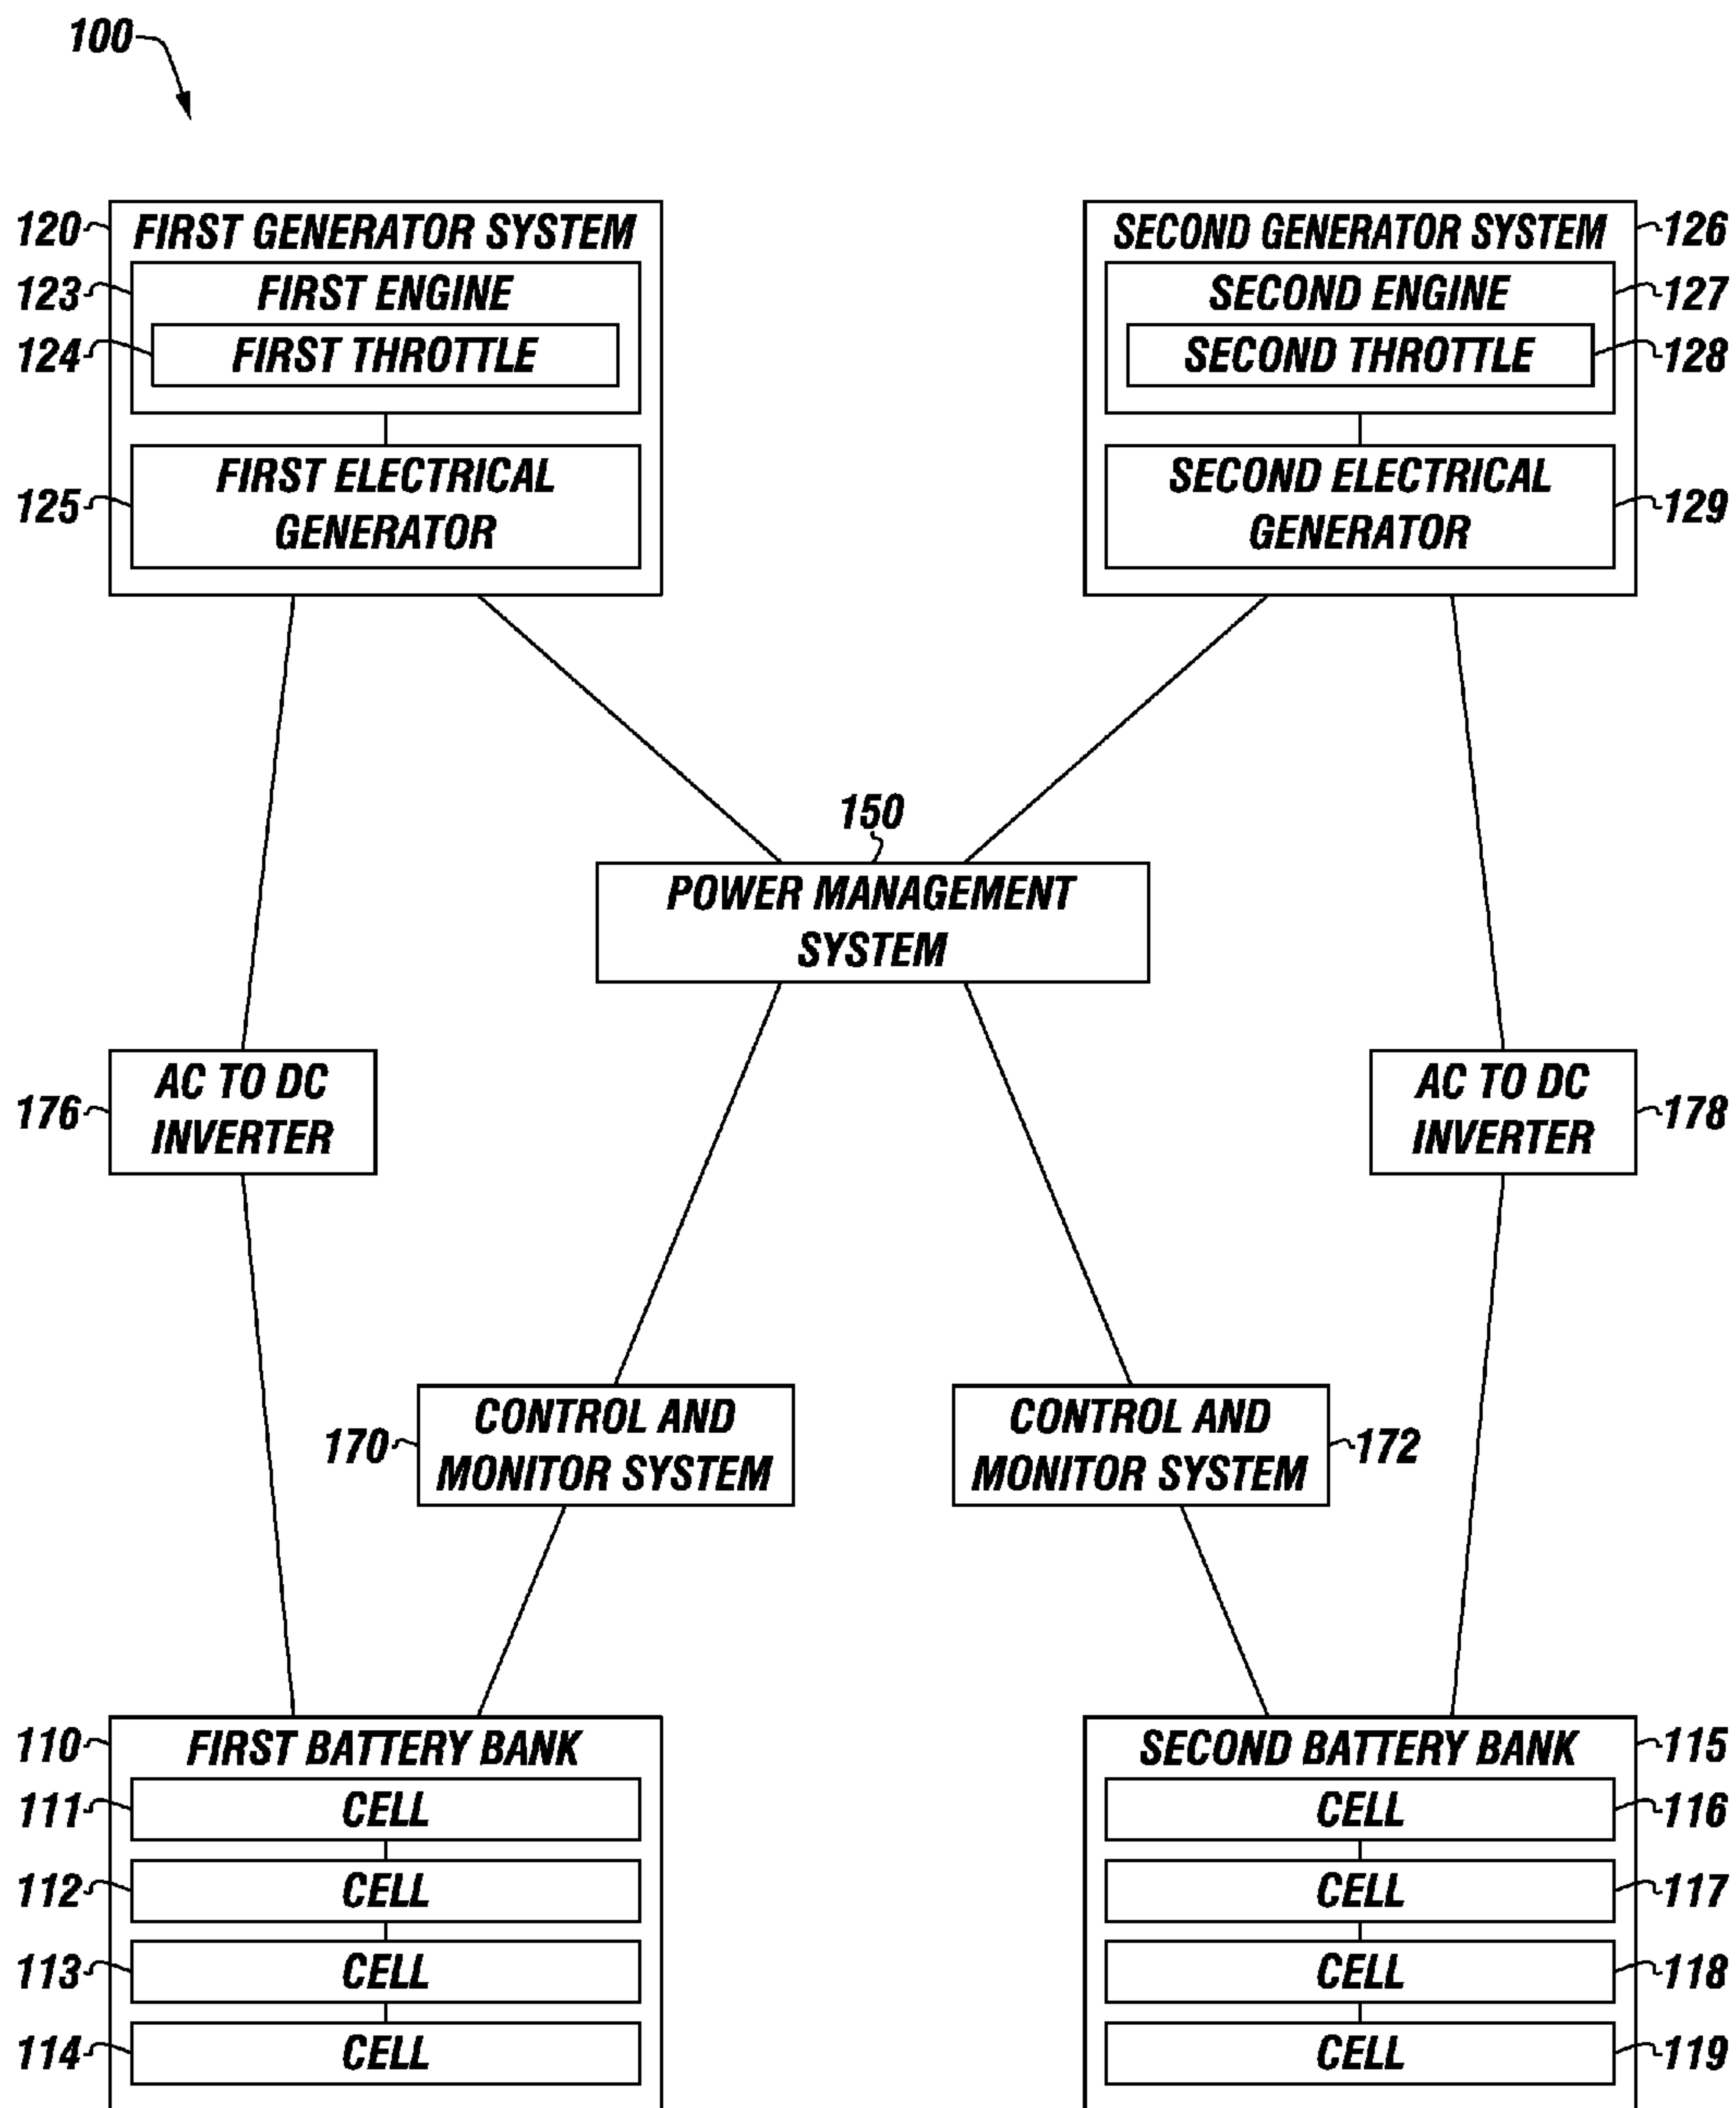 100
120 FIRST GENERATOR SYSTEM
123 FIRST ENGINE
124 FIRST THROTTLE
125 FIRST ELECTRICAL
GENERATOR
SECOND GENERATOR SYSTEM 126
SECOND ENGINE 127
SECOND THROTTLE 128
SECOND ELECTRICAL
GENERATOR 129
150
POWER MANAGEMENT
SYSTEM
176 AC TO DC
INVERTER
AC TO DC
INVERTER 178
170 CONTROL AND
MONITOR SYSTEM
CONTROL AND
MONITOR SYSTEM 172
110 FIRST BATTERY BANK
111 CELL
112 CELL
113 CELL
114 CELL
SECOND BATTERY BANK 115
CELL 116
CELL 117
CELL 118
CELL 119